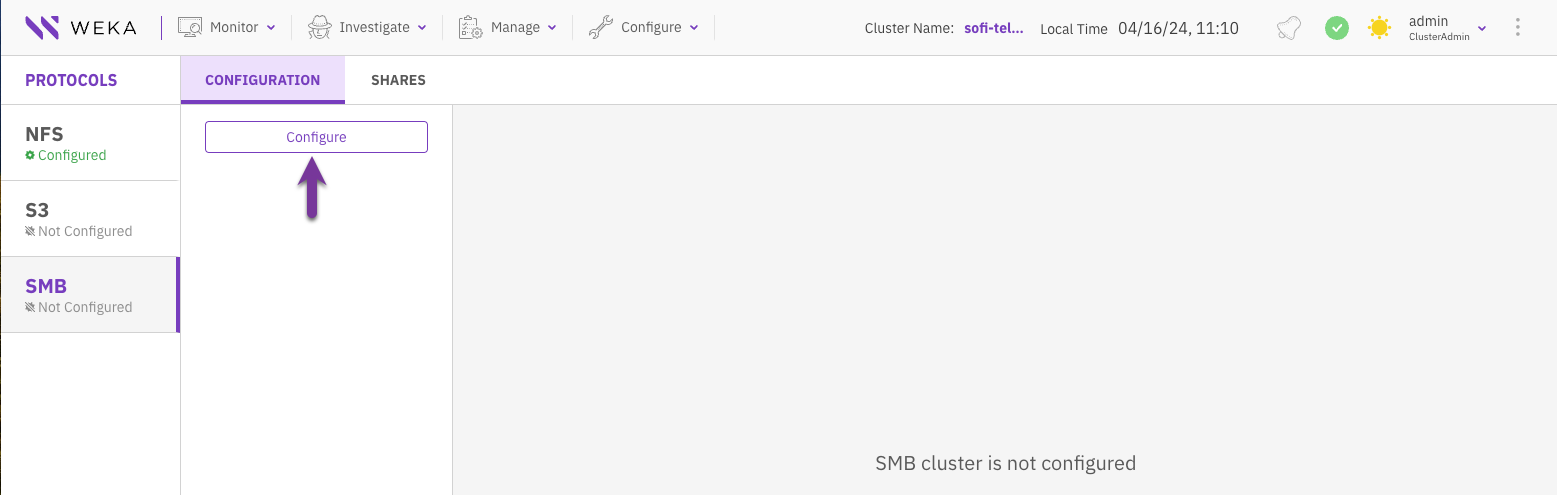 WEKA Monitor Investigate Manage Configure Cluster Name: sofi-tel... Local Time 04/16/24, 11:10 admin
ClusterAdmin
PROTOCOLS CONFIGURATION SHARES
Configure
NFS
Configured
S3
Not Configured
SMB
Not Configured
SMB cluster is not configured